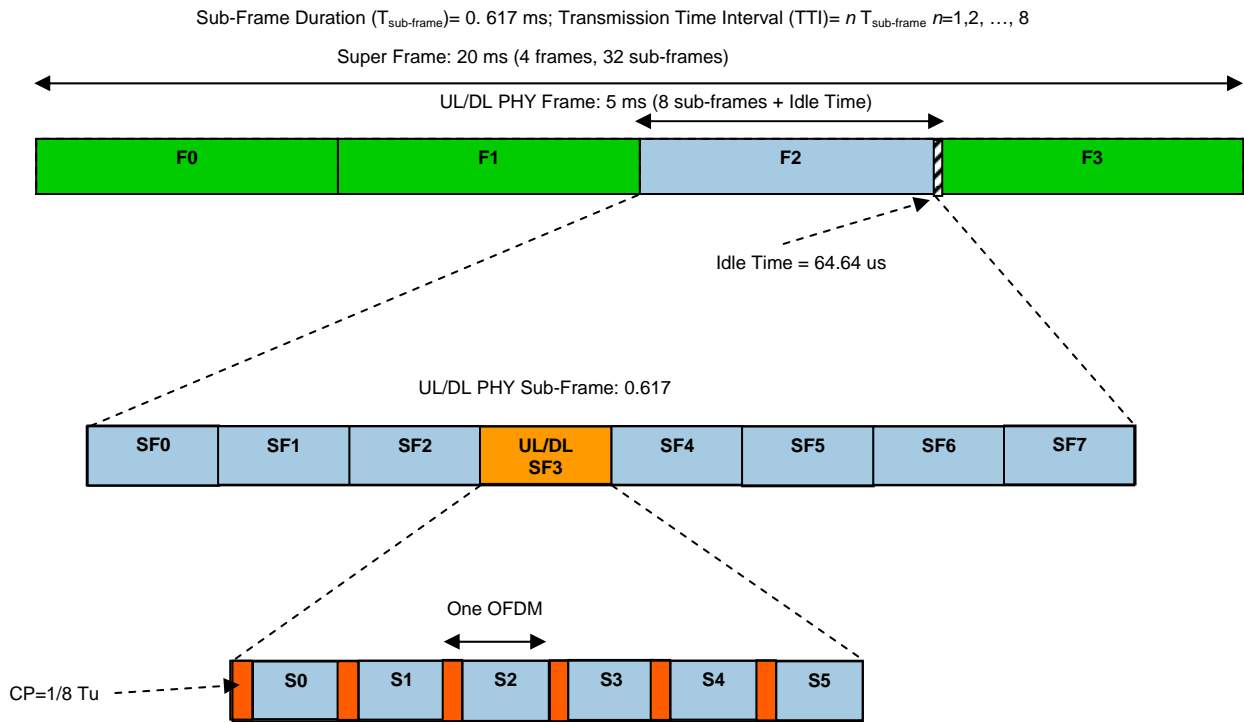 Sub-Frame Duration (Tsub-frame)= 0. 617 ms; Transmission Time Interval (TTI)= n Tsub-frame n=1,2, …, 8
Super Frame: 20 ms (4 frames, 32 sub-frames)
UL/DL PHY Frame: 5 ms (8 sub-frames + Idle Time)
F0 F1 F2 F3
Idle Time = 64.64 us
UL/DL PHY Sub-Frame: 0.617
SF0 SF1 SF2 UL/DL SF4 SF5 SF6 SF7
SF3
One OFDM
S0 S1 S2 S3 S4 S5
CP=1/8 Tu